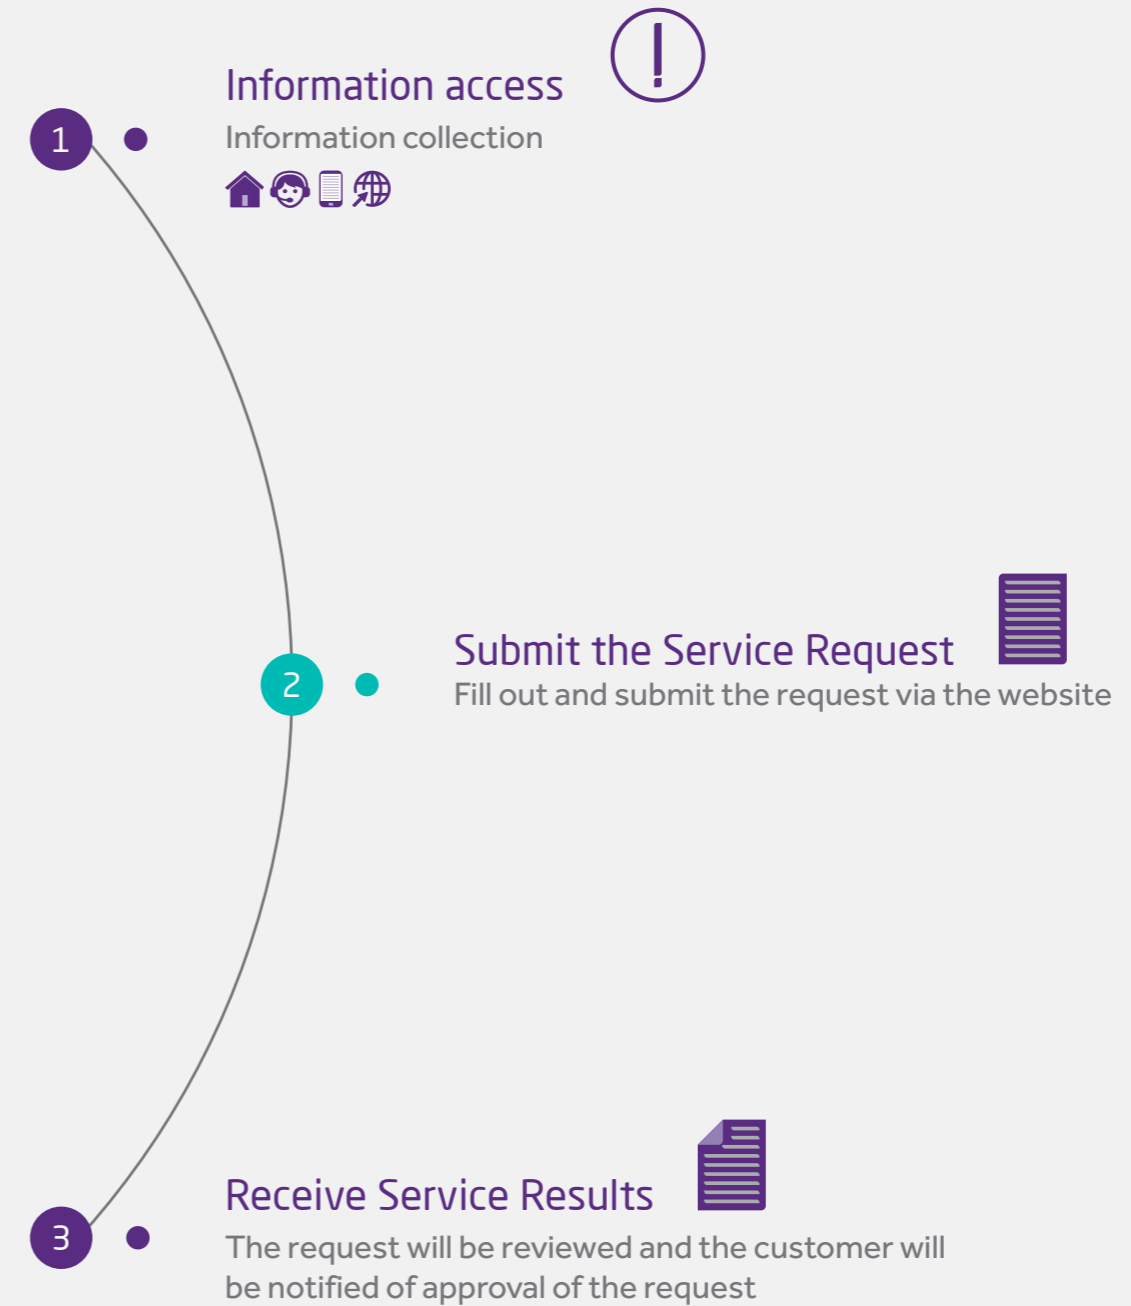 1
Information access
Information collection
2
Submit the Service Request
Fill out and submit the request via the website
3
Receive Service Results
The request will be reviewed and the customer will
be notified of approval of the request